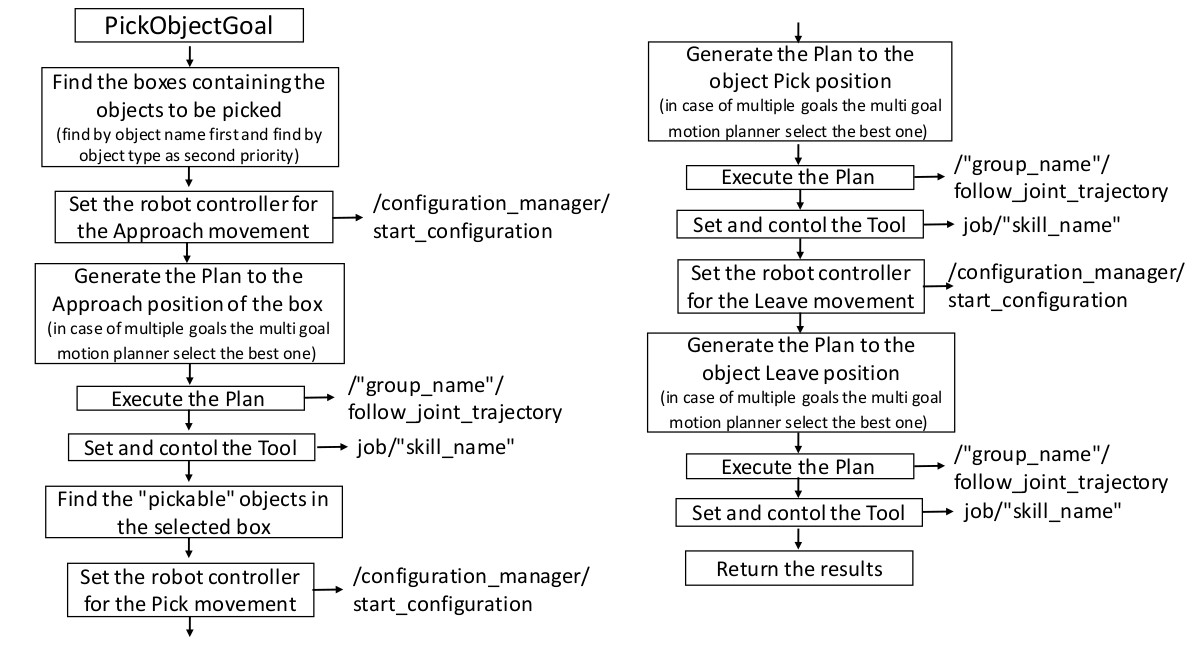 PickObjectGoal
Find the boxes containing the
objects to be picked
(find by object name first and find by
object type as second priority)
Set the robot controller for
the Approach movement
/configuration_manager/
start_configuration
Generate the Plan to the
Approach position of the box
(in case of multiple goals the multi goal
motion planner select the best one)
Execute the Plan
/"group_name"/
follow_joint_trajectory
Set and contol the Tool
job/"skill_name"
Find the "pickable" objects in
the selected box
Set the robot controller
for the Pick movement
/configuration_manager/
start_configuration
Generate the Plan to the
object Pick position
(in case of multiple goals the multi goal
motion planner select the best one)
Execute the Plan
/"group_name"/
follow_joint_trajectory
Set and contol the Tool
job/"skill_name"
Set the robot controller
for the Leave movement
/configuration_manager/
start_configuration
Generate the Plan to the
object Leave position
(in case of multiple goals the multi goal
motion planner select the best one)
Execute the Plan
/"group_name"/
follow_joint_trajectory
Set and contol the Tool
job/"skill_name"
Return the results